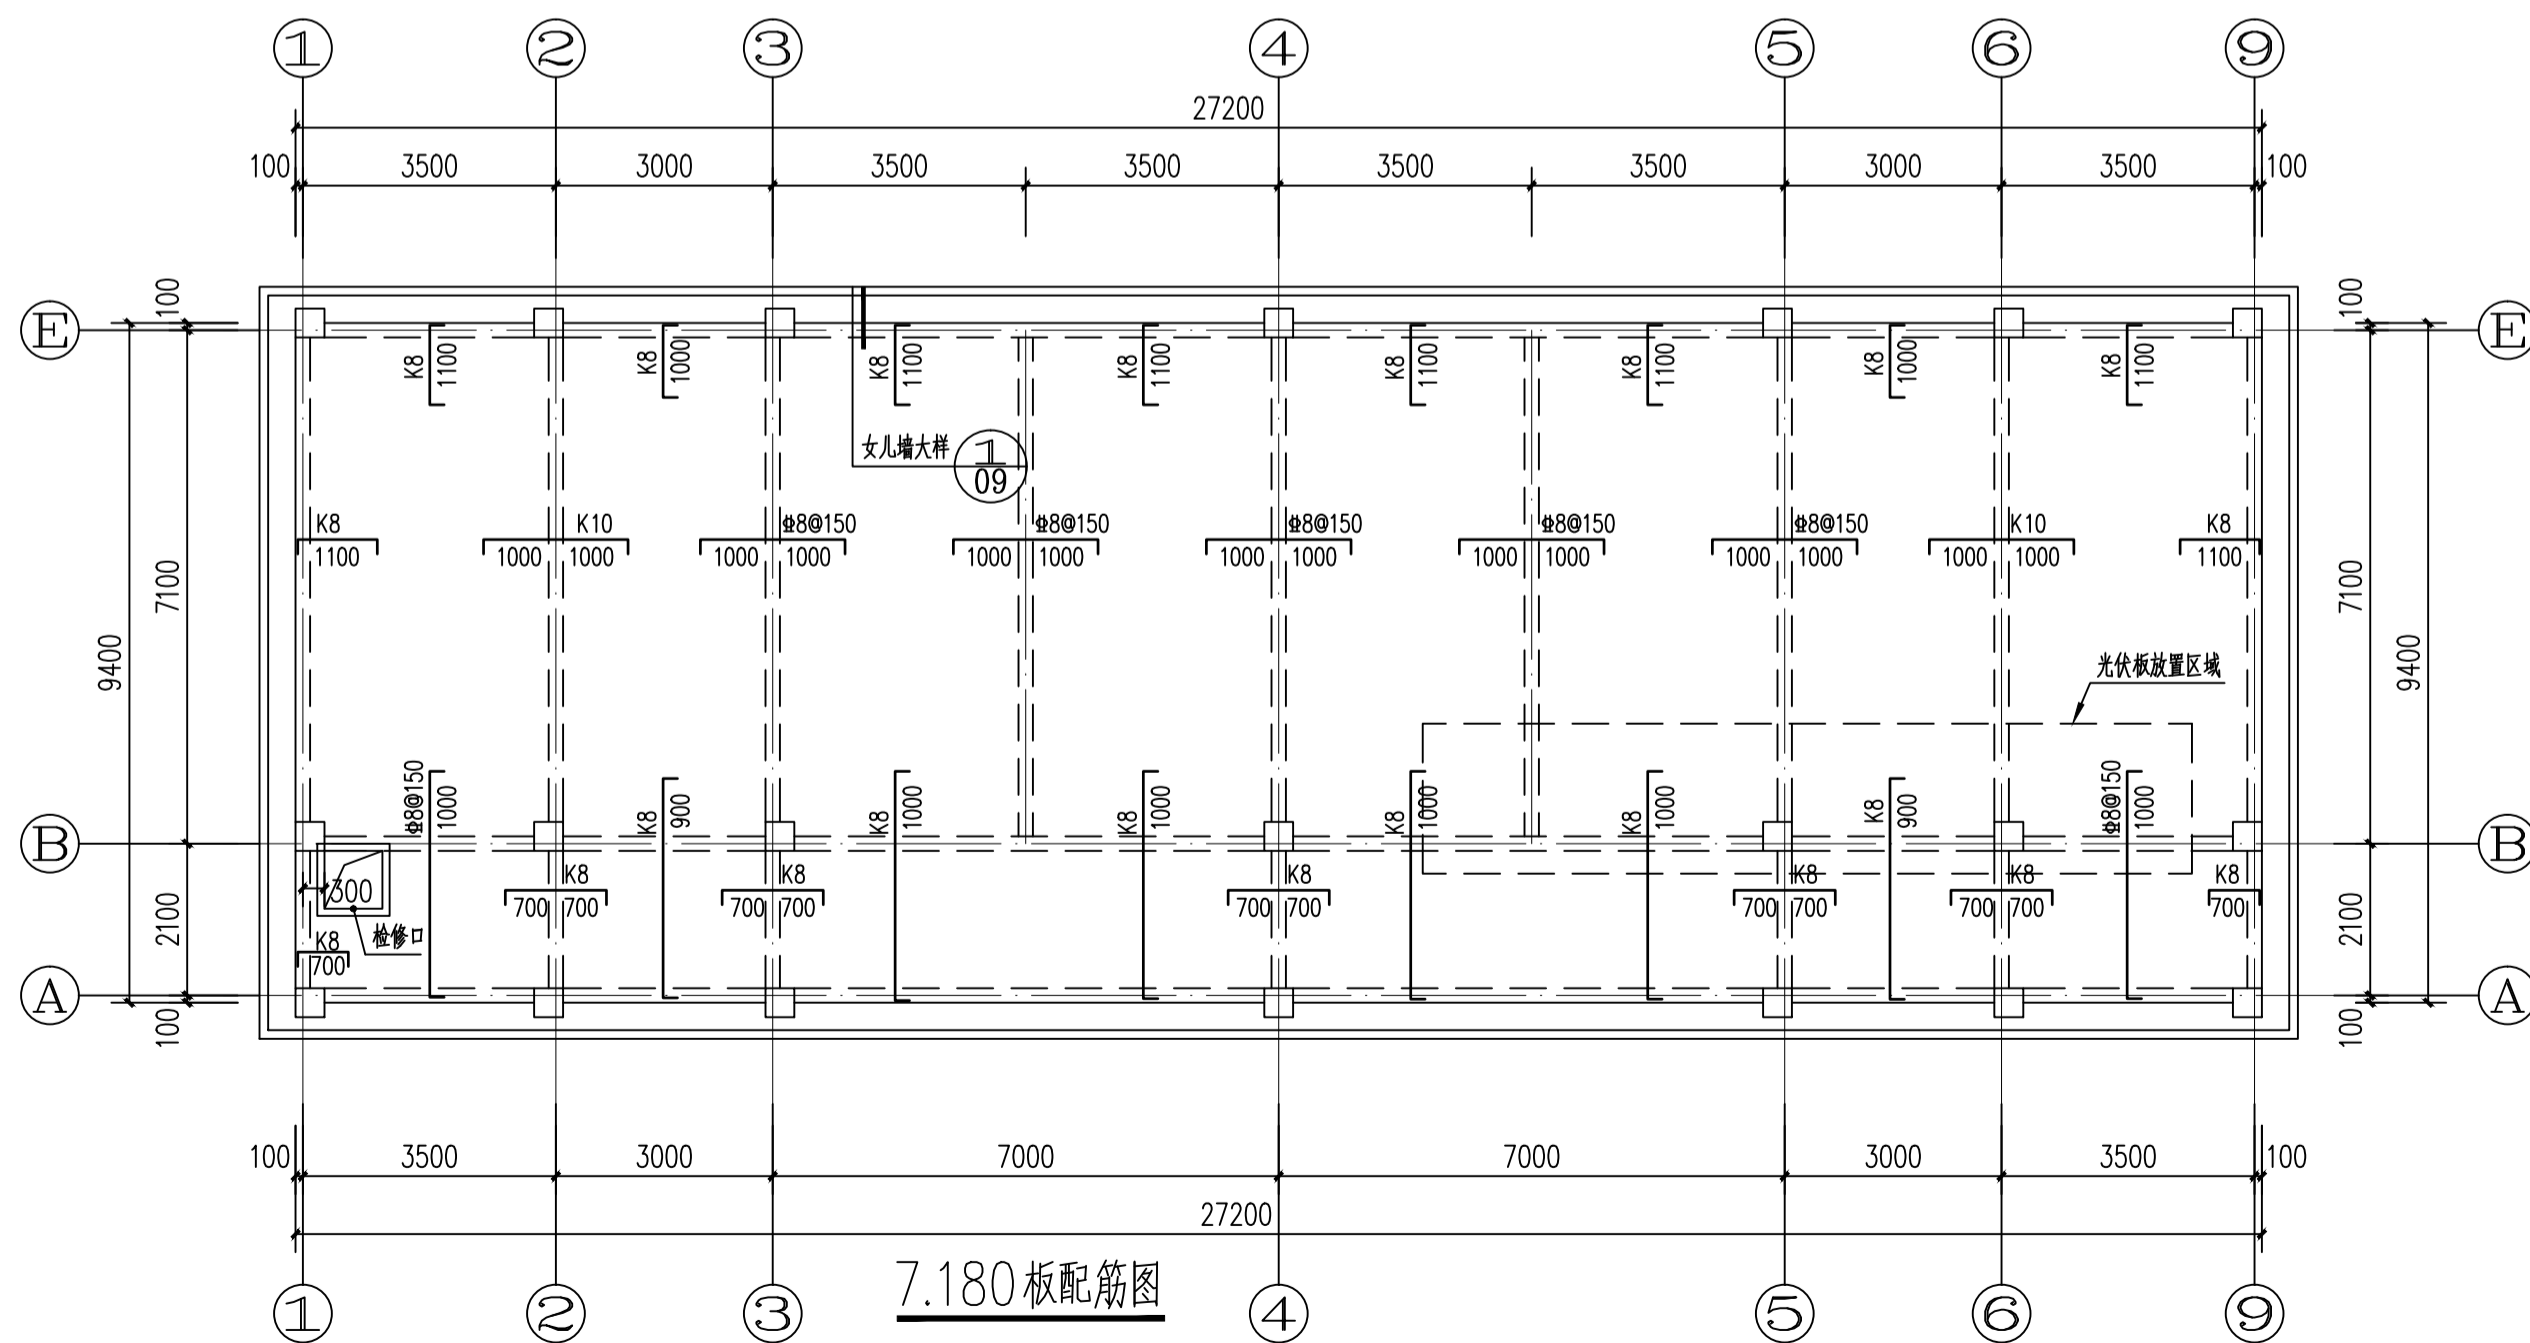 1 2 3 4 5 6 9
27200
100 3500 3000 3500 3500 3500 3500 3000 3500 100
100 100
E E
K8 1100 K8 1000 K8 1100 K8 1100 K8 1100 K8 1100 K8 1000 K8 1100
女儿墙大样 1
09
K8 K10 Φ8@150 Φ8@150 Φ8@150 Φ8@150 Φ8@150 K10 K8
1100 1000 1000 1000 1000 1000 1000 1000 1000 1000 1000 1000 1000 1000 1000 1100
7100 7100
9400 9400
光伏板放置区域
Φ8@150 1000 K8 900 K8 1000 K8 1000 K8 1000 K8 1000 K8 900 Φ8@150 1000
B B
300 K8 K8 K8 K8 K8 K8
700 700 700 700 700 700 700 700 700 700 700
2100 2100
检修口
K8
700
A A
100 100
100 3500 3000 7000 7000 3000 3500 100
27200
7.180板配筋图
1 2 3 4 5 6 9